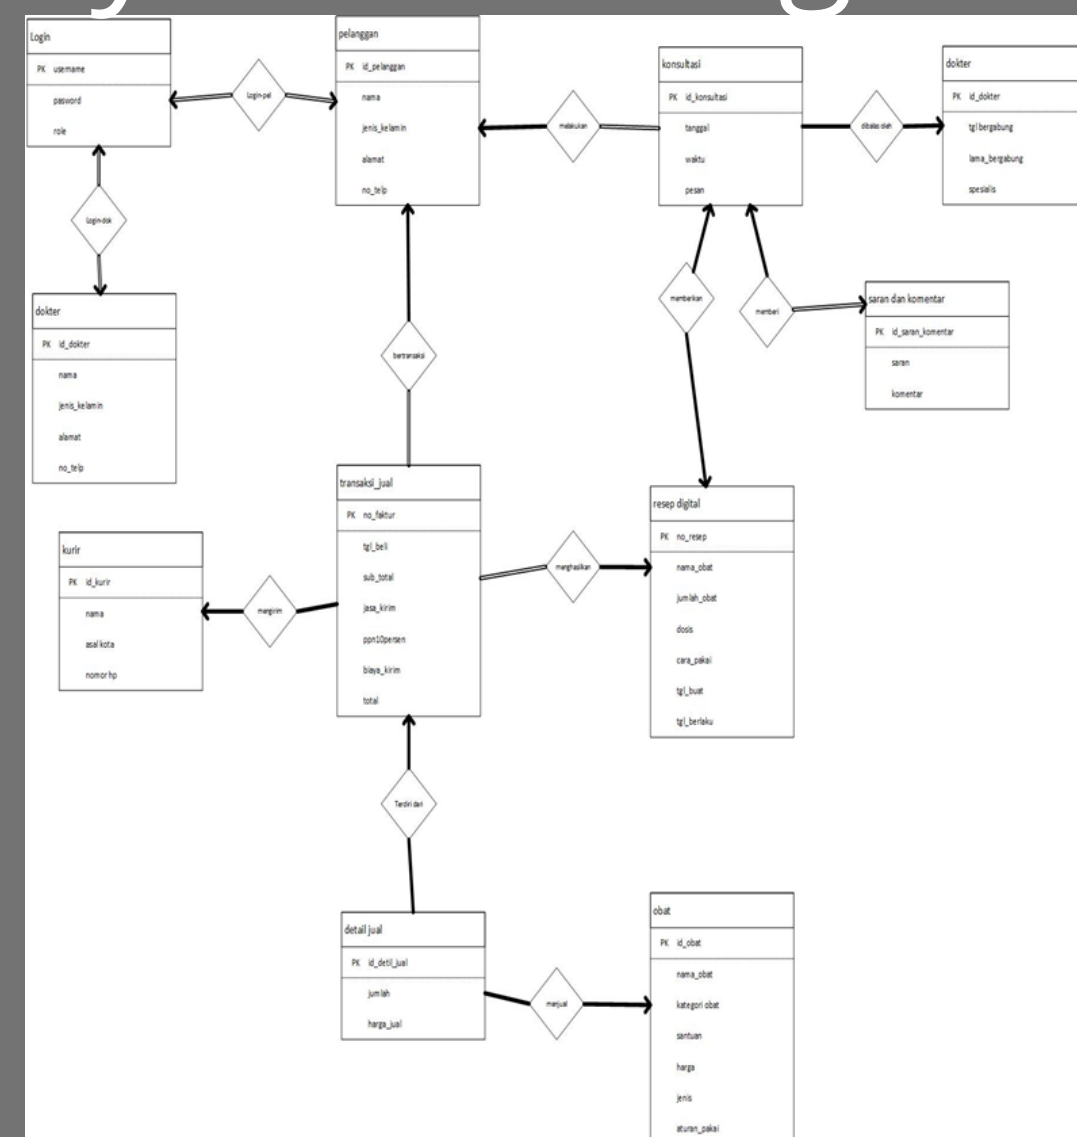 Login
PK username
pasword
role
Login-pel
pelanggan
PK id_pelanggan
nama
jenis_kelamin
alamat
no_telp
melakukan
konsultasi
PK id_konsultasi
tanggal
waktu
pesan
dibalas oleh
dokter
PK id_dokter
tgl bergabung
lama_bergabung
spesialis
Login-dok
dokter
PK id_dokter
nama
jenis_kelamin
alamat
no_telp
bertransaksi
memberikan
memberi
saran dan komentar
PK id_saran_komentar
saran
komentar
kurir
PK id_kurir
nama
asal kota
nomor hp
mengirim
transaksi_jual
PK no_faktur
tgl_beli
sub_total
jasa_kirim
ppn10persen
biaya_kirim
total
menghasilkan
resep digital
PK no_resep
nama_obat
jumlah_obat
dosis
cara_pakai
tgl_buat
tgl_berlaku
Terdiri dari
detail jual
PK id_detil_jual
jumlah
harga_jual
menjual
obat
PK id_obat
nama_obat
kategori obat
santuan
harga
jenis
aturan_pakai